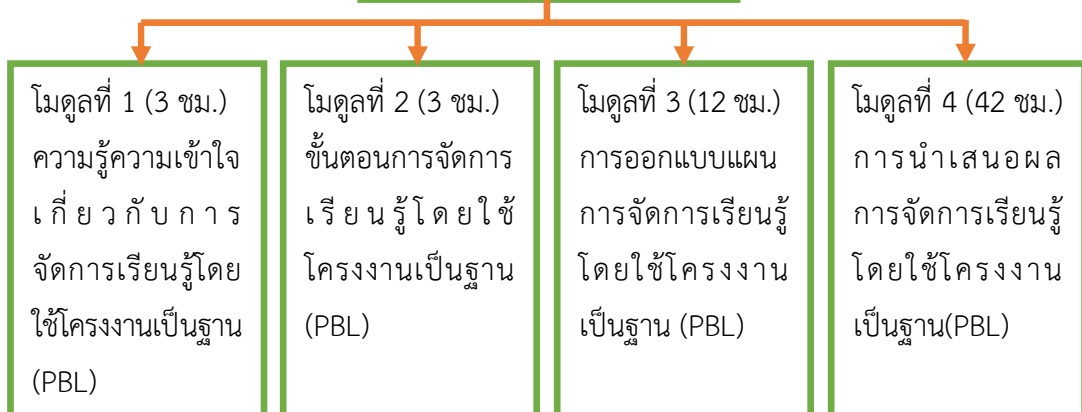 โมดูลที่ 1 (3 ชม.)
ความรู้ความเข้าใจ
เกี่ยวกับการ
จัดการเรียนรู้โดย
ใช้โครงงานเป็นฐาน
(PBL)
โมดูลที่ 2 (3 ชม.)
ขั้นตอนการจัดการ
เรียนรู้โดยใช้
โครงงานเป็นฐาน
(PBL)
โมดูลที่ 3 (12 ชม.)
การออกแบบแผน
การจัดการเรียนรู้
โดยใช้โครงงาน
เป็นฐาน (PBL)
โมดูลที่ 4 (42 ชม.)
การนำเสนอผล
การจัดการเรียนรู้
โดยใช้โครงงาน
เป็นฐาน(PBL)